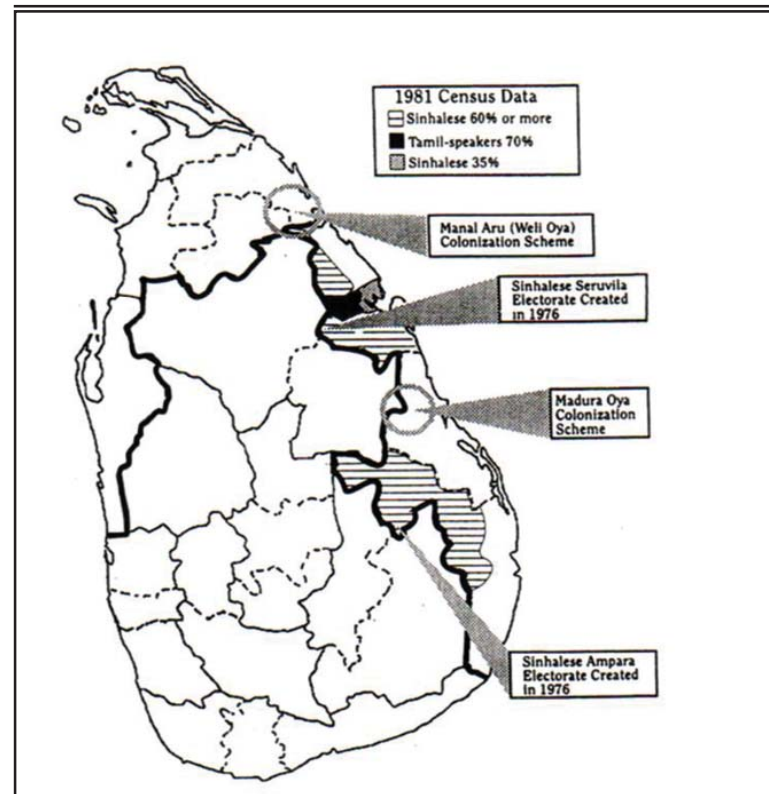 1981 Census Data
Sinhalese 60% or more
Tamil-speakers 70%
Sinhalese 35%
Manal Aru (Weli Oya)
Colonization Scheme
Sinhalese Seruvila
Electorate Created
in 1976
Madura Oya
Colonization
Scheme
Sinhalese Ampara
Electorate Created
in 1976